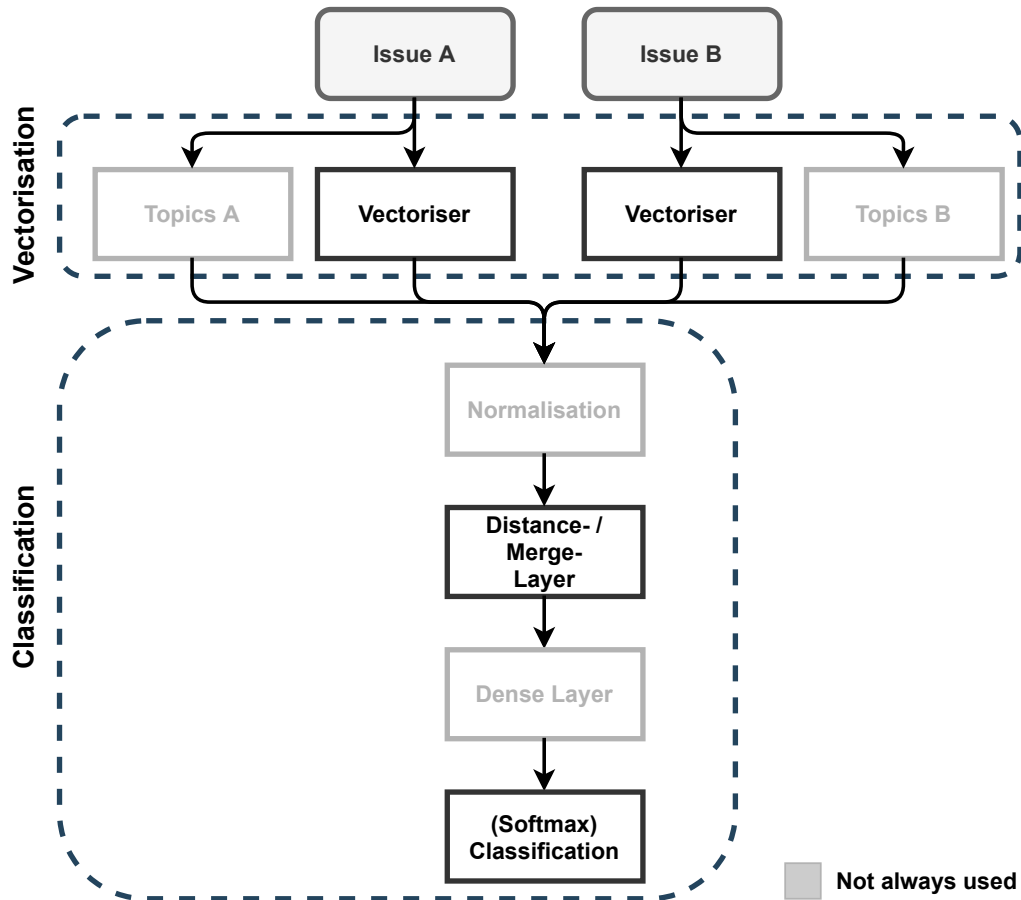 Issue A
Issue B
Vectorisation
Topics A
Vectoriser
Vectoriser
Topics B
Classification
Normalisation
Distance- /
Merge-
Layer
Dense Layer
(Softmax)
Classification
Not always used